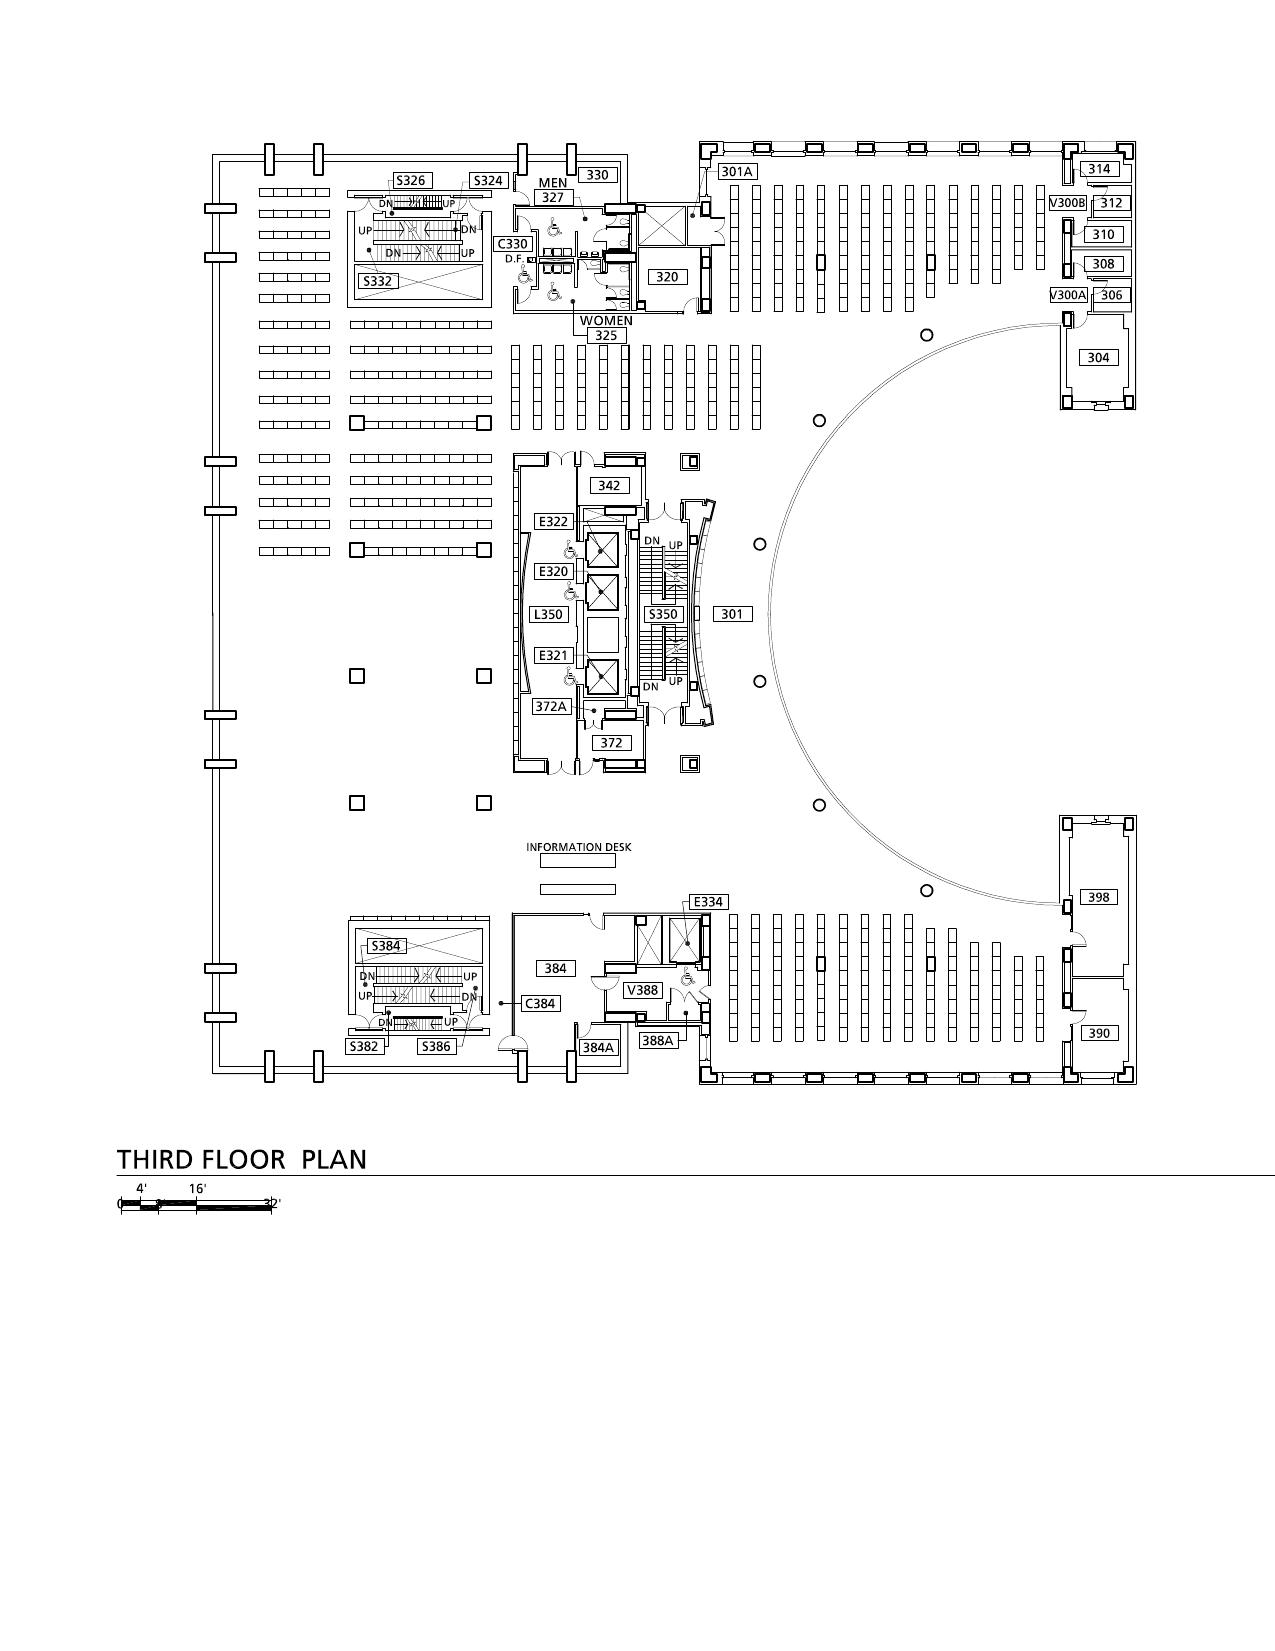 301A
314
S326
S324
MEN
330
327
DN
UP
V300B
312
UP
DN
310
C330
DN
UP
D.F.
308
320
S332
V300A
306
WOMEN
325
304
342
E322
DN
UP
E320
L350
S350
301
E321
DN
UP
372A
372
INFORMATION DESK
398
E334
S384
384
DN
UP
V388
UP
DN
C384
DN
UP
S382
S386
384A
388A
390
THIRD FLOOR PLAN
4' 16'
32'